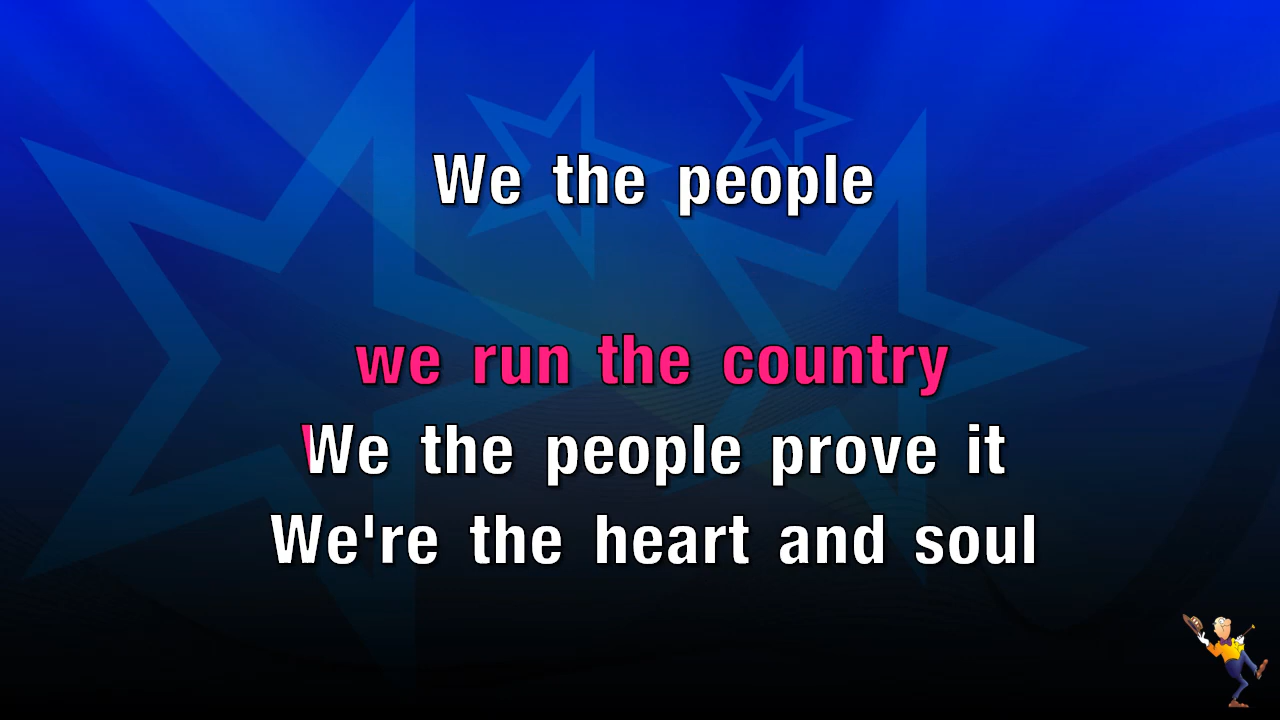 We the people
we run the country
We the people prove it
We're the heart and soul